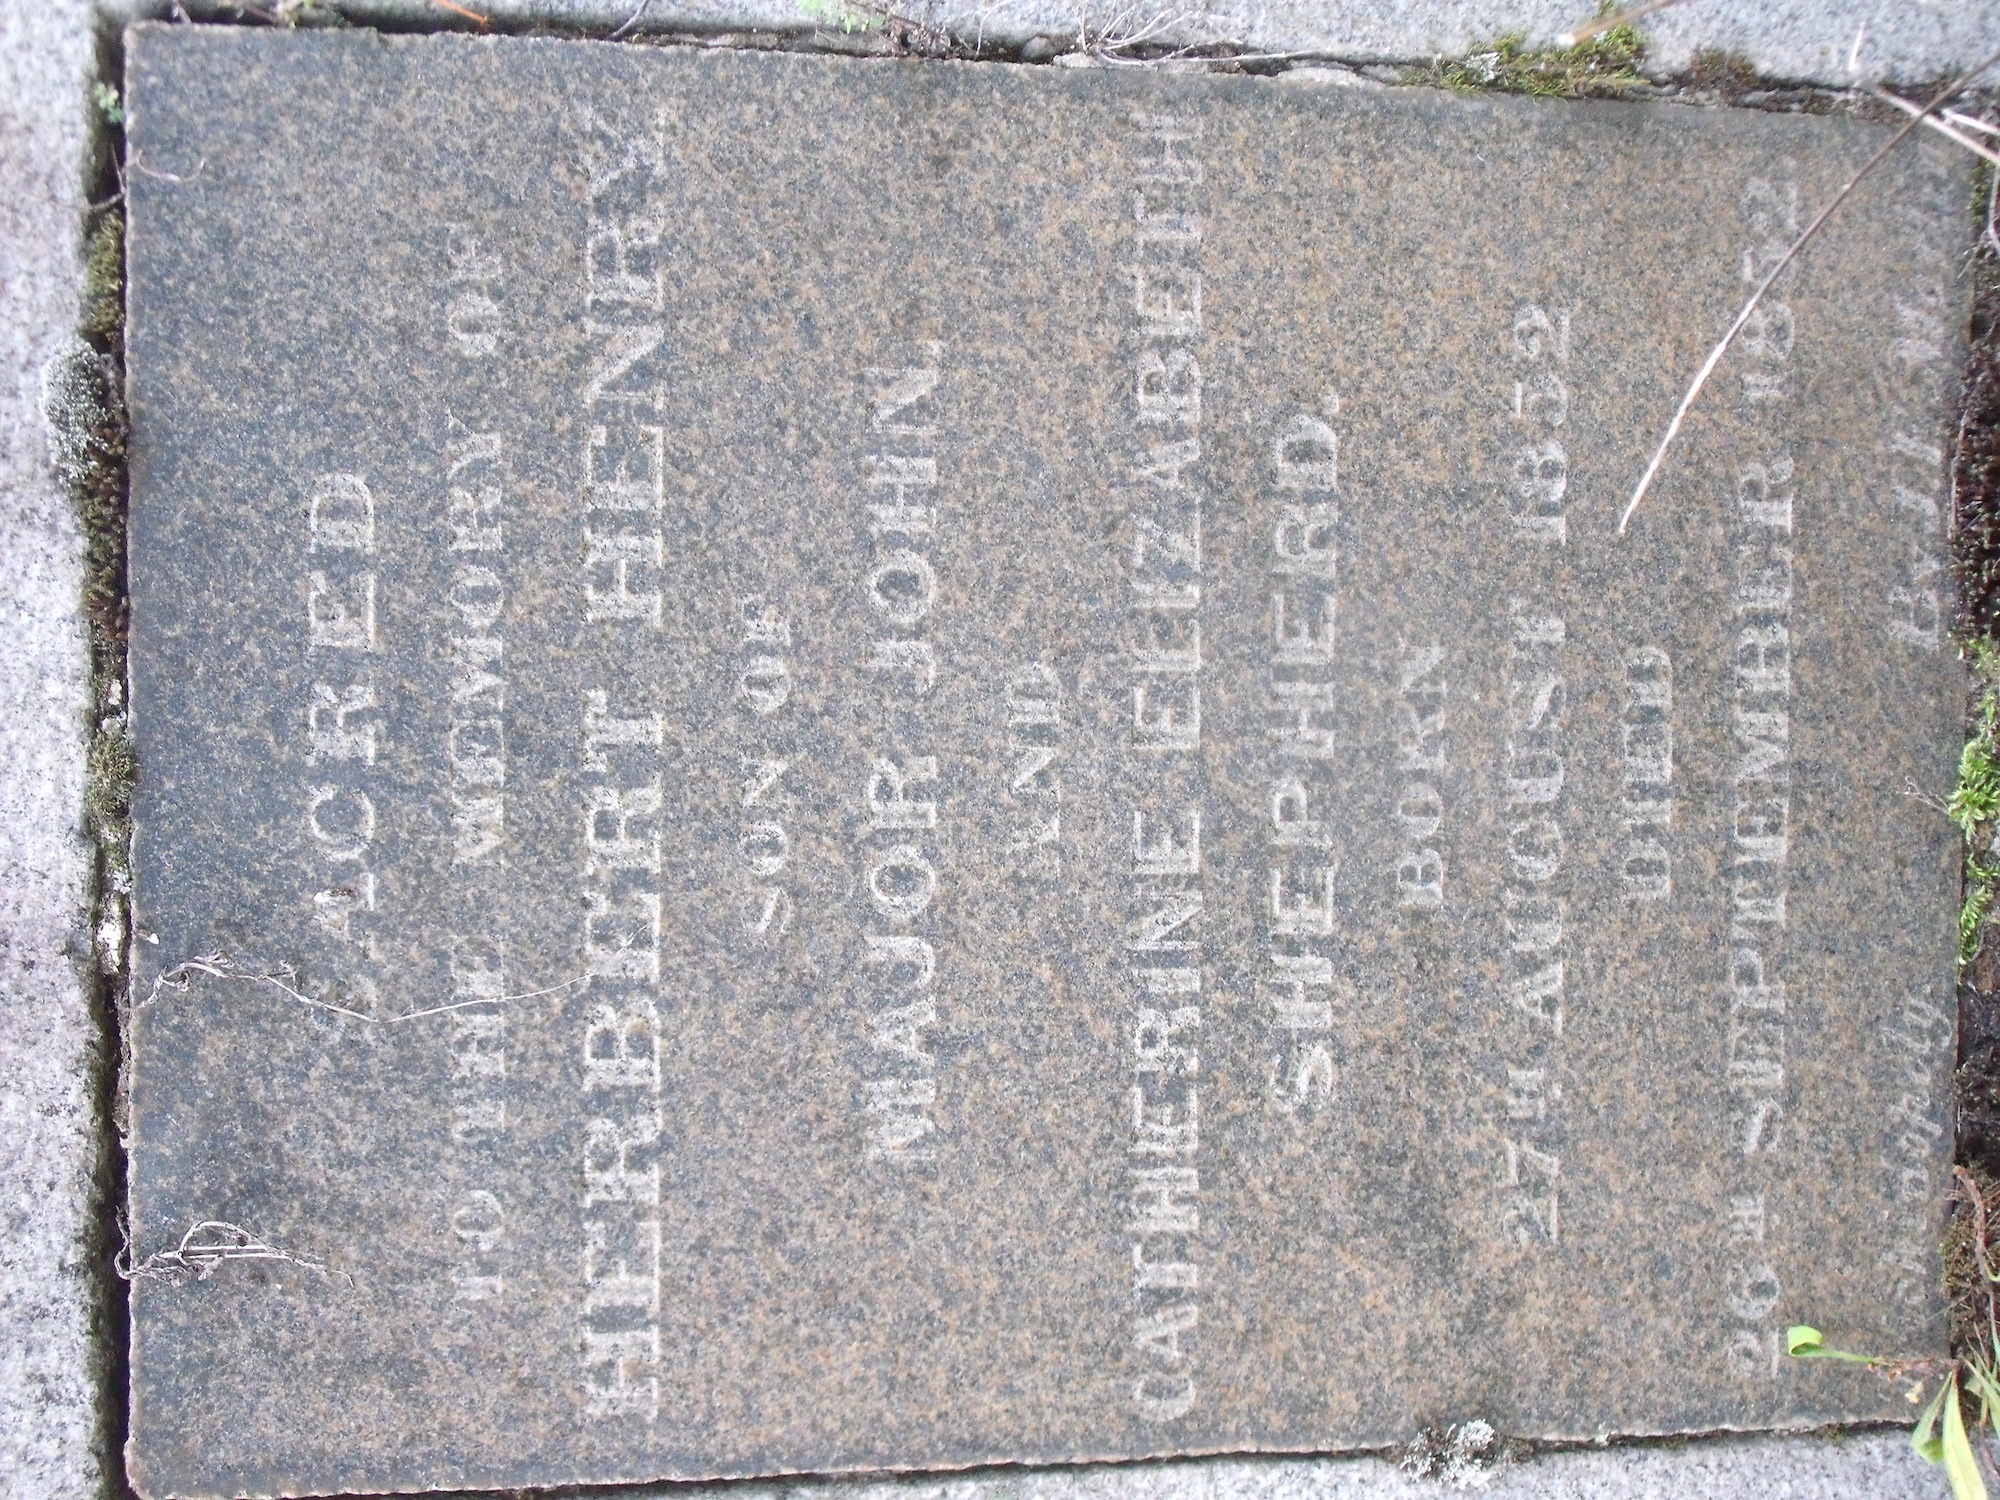 SACRED
TO THE MEMORY OF
HERBERT HENRY.
SON OF
MAJOR JOHN.
AND
CATHERINE ELIZABETH
SHEPHERD.
BORN
27TH AUGUST 1852
DIED
20TH SEPTEMBER 1852